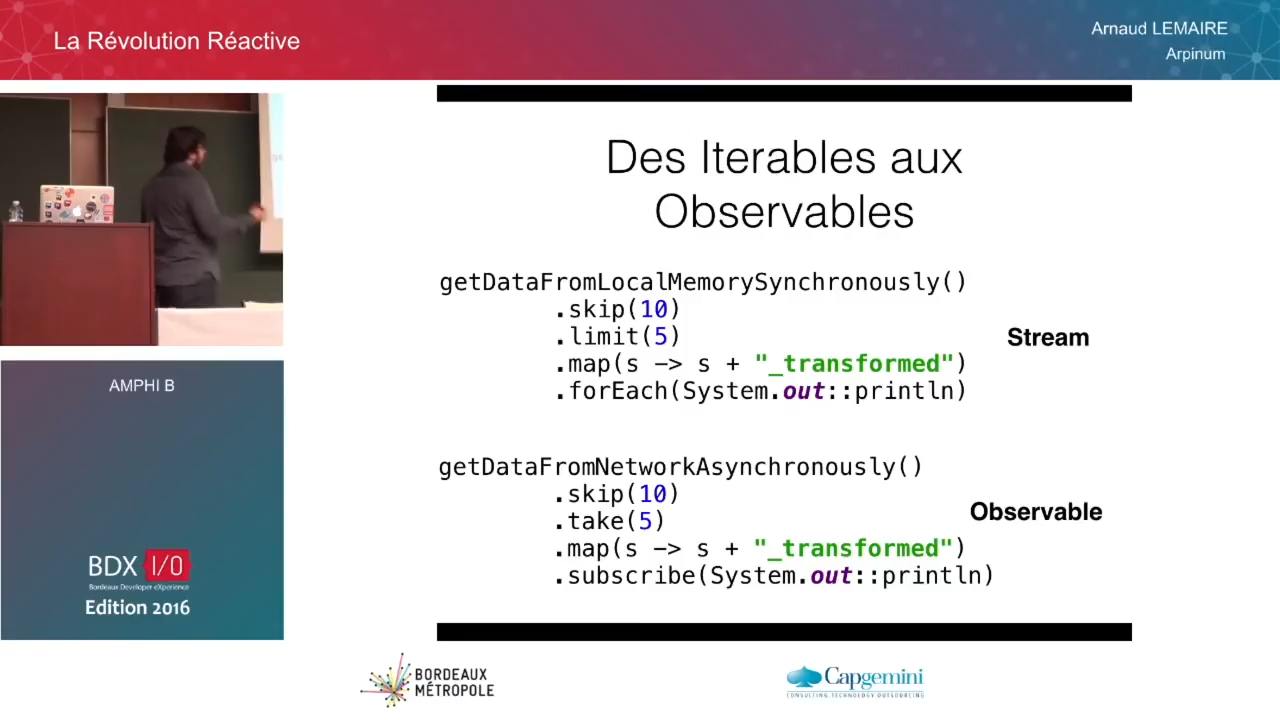 La Révolution Réactive
Arnaud LEMAIRE
Arpinum
Des Iterables aux
Observables
getDataFromLocalMemorySynchronously()
.skip(10)
.limit(5)
.map(s -> s + "_transformed")
.forEach(System.out::println)
Stream
getDataFromNetworkAsynchronously()
.skip(10)
.take(5)
.map(s -> s + "_transformed")
.subscribe(System.out::println)
Observable
AMPHI B
BDX I/O
Bordeaux Developer eXperience
Edition 2016
BORDEAUX
MÉTROPOLE
Capgemini
CONSULTING.TECHNOLOGY.OUTSOURCING